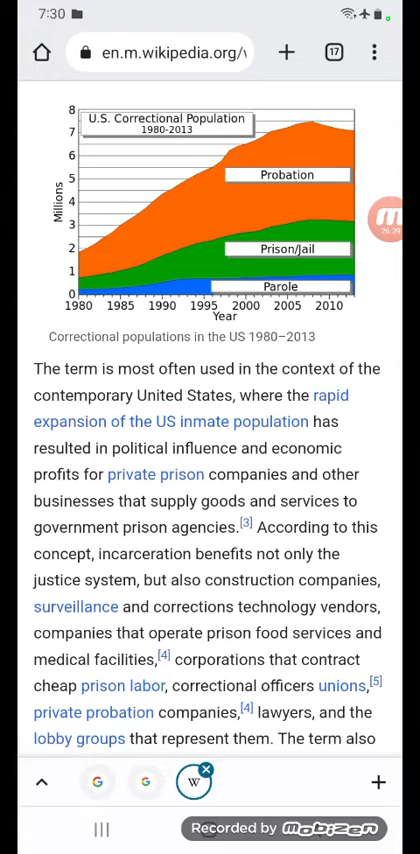 7:30
en.m.wikipedia.org/
17
8
7
6
5
4
3
2
1
0
Millions
U.S. Correctional Population
1980-2013
Probation
Prison/Jail
Parole
1980 1985 1990 1995 2000 2005 2010
Year
26:39
Correctional populations in the US 1980–2013
The term is most often used in the context of the
contemporary United States, where the rapid
expansion of the US inmate population has
resulted in political influence and economic
profits for private prison companies and other
businesses that supply goods and services to
government prison agencies.[3] According to this
concept, incarceration benefits not only the
justice system, but also construction companies,
surveillance and corrections technology vendors,
companies that operate prison food services and
medical facilities,[4] corporations that contract
cheap prison labor, correctional officers unions,[5]
private probation companies,[4] lawyers, and the
lobby groups that represent them. The term also
G G W
Recorded by mobizen